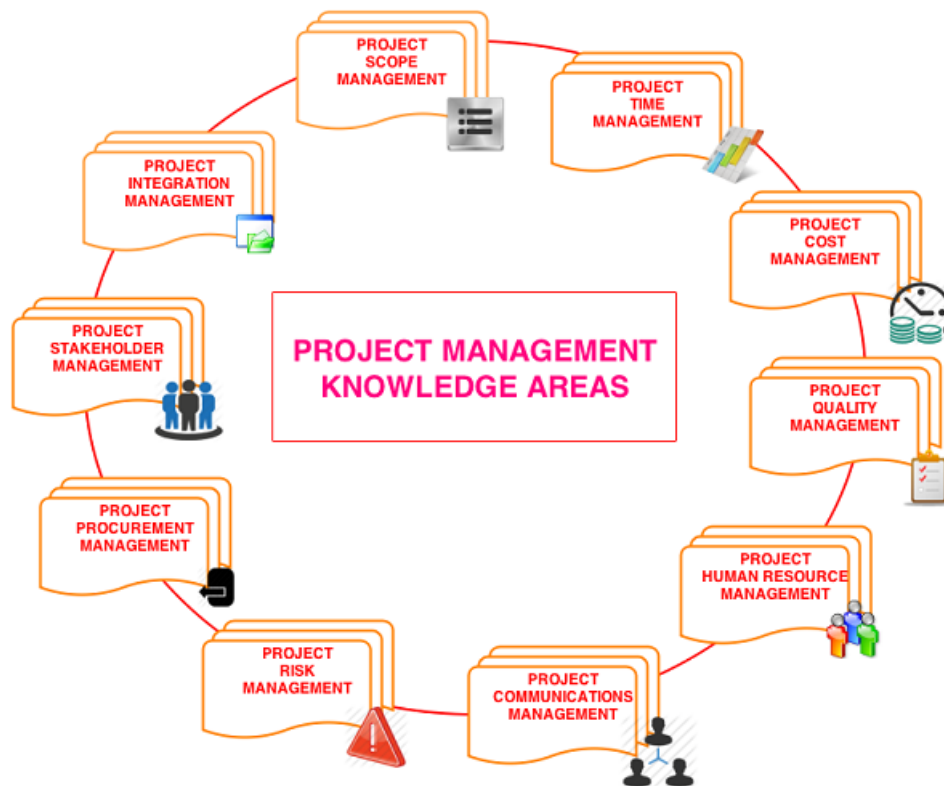 PROJECT
SCOPE
MANAGEMENT
PROJECT
TIME
MANAGEMENT
PROJECT
COST
MANAGEMENT
PROJECT
QUALITY
MANAGEMENT
PROJECT
HUMAN RESOURCE
MANAGEMENT
PROJECT
COMMUNICATIONS
MANAGEMENT
PROJECT
RISK
MANAGEMENT
PROJECT
PROCUREMENT
MANAGEMENT
PROJECT
STAKEHOLDER
MANAGEMENT
PROJECT
INTEGRATION
MANAGEMENT
PROJECT MANAGEMENT
KNOWLEDGE AREAS